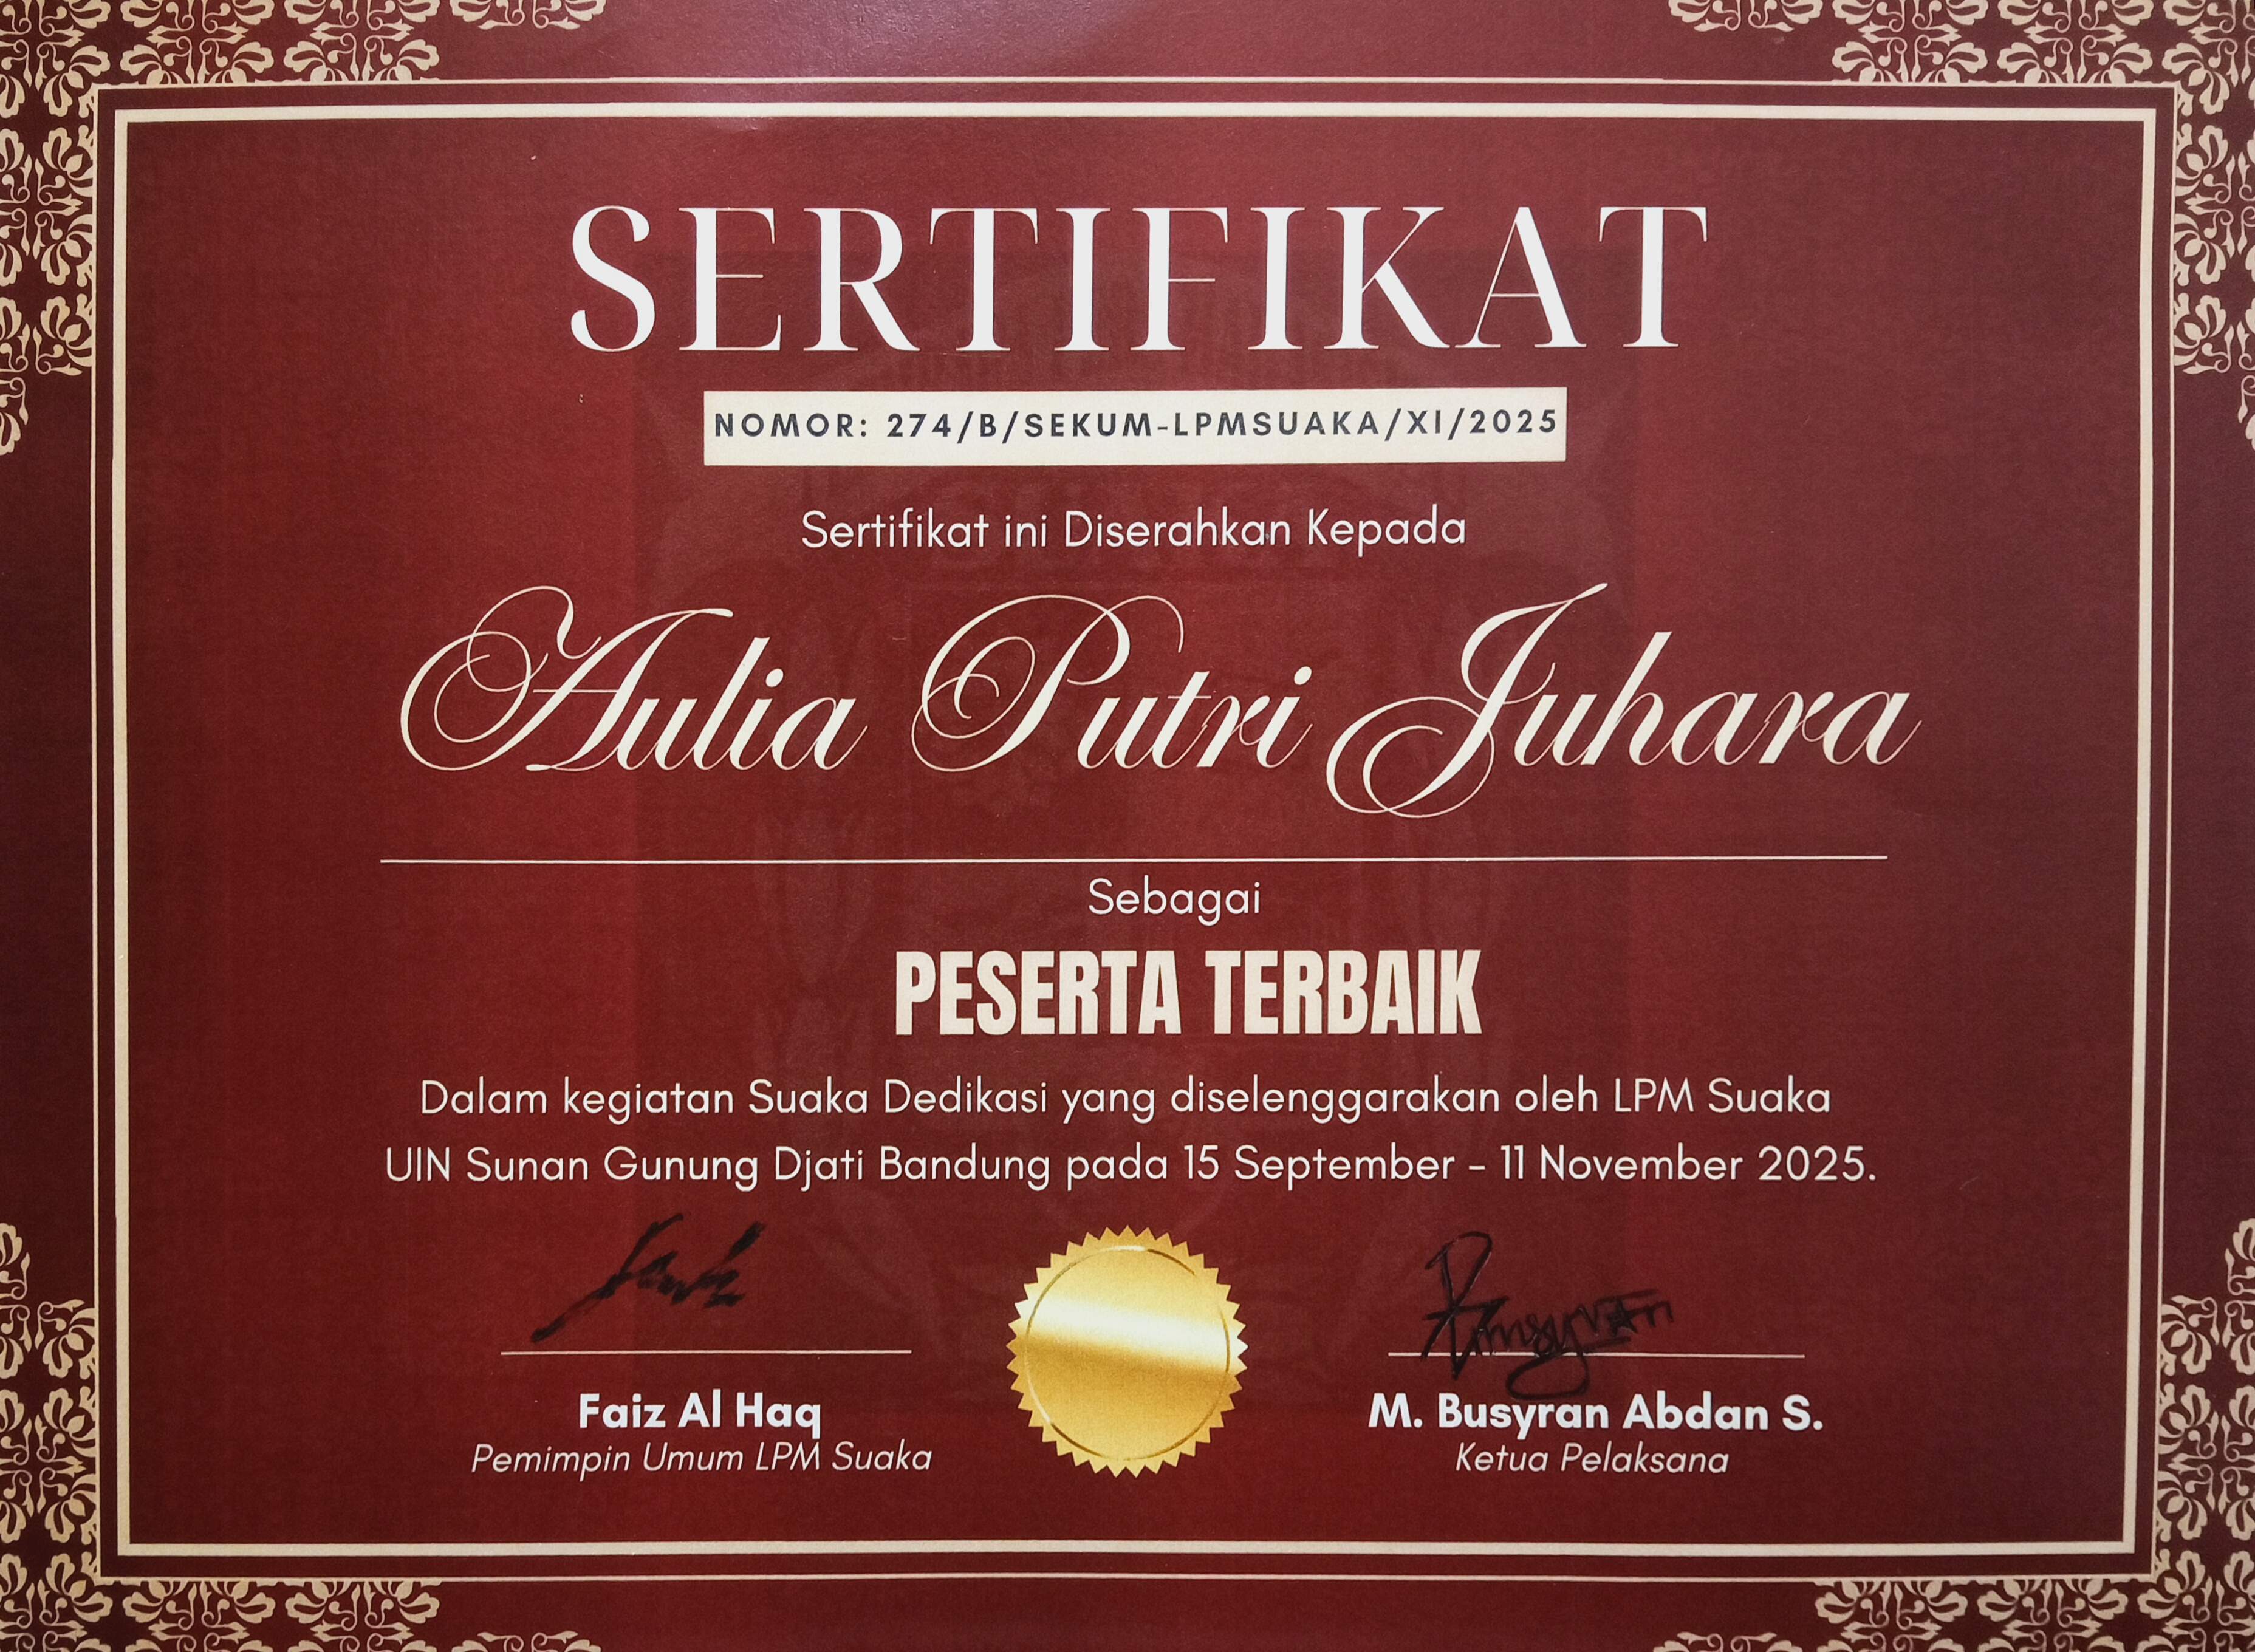 SERTIFIKAT
NOMOR: 274/B/SEKUM-LPMSUAKA/XI/2025
Sertifikat ini Diserahkan Kepada
Aulia Putri Juhara
Sebagai
PESERTA TERBAIK
Dalam kegiatan Suaka Dedikasi yang diselenggarakan oleh LPM Suaka
UIN Sunan Gunung Djati Bandung pada 15 September - 11 November 2025.
Faiz Al Haq
Pemimpin Umum LPM Suaka
M. Busyran Abdan S.
Ketua Pelaksana